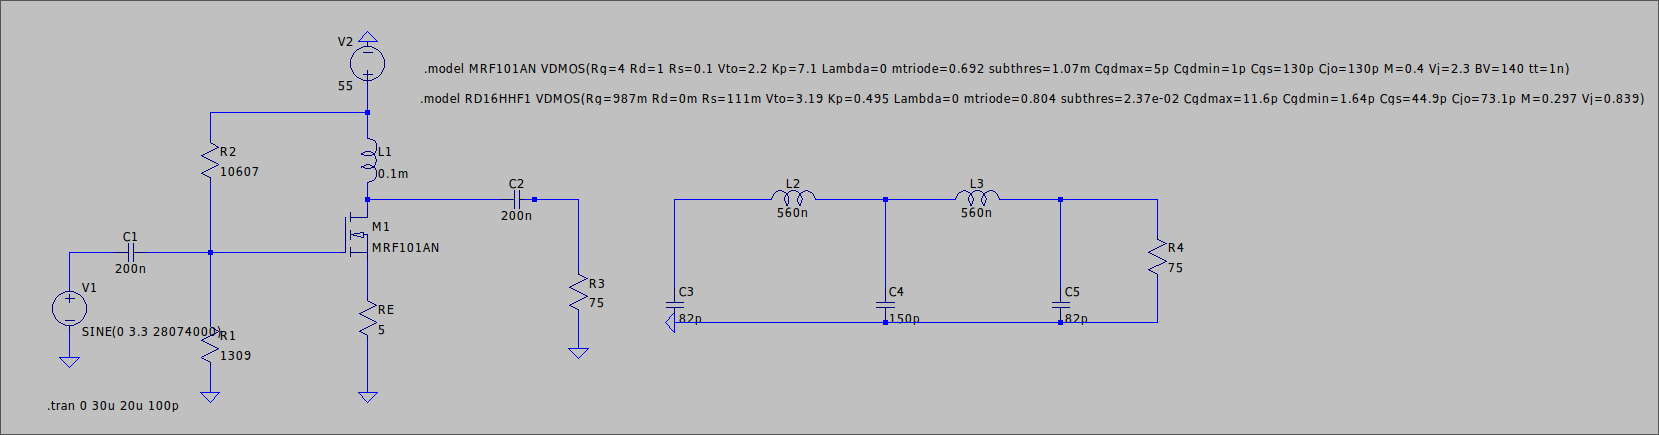 V2
55
.model MRF101AN VDMOS(Rg=4 Rd=1 Rs=0.1 Vto=2.2 Kp=7.1 Lambda=0 mtriode=0.692 subthres=1.07m Cgdmax=5p Cgdmin=1p Cgs=130p Cjo=130p M=0.4 Vj=2.3 BV=140 tt=1n)
.model RD16HHF1 VDMOS(Rg=987m Rd=0m Rs=111m Vto=3.19 Kp=0.495 Lambda=0 mtriode=0.804 subthres=2.37e-02 Cgdmax=11.6p Cgdmin=1.64p Cgs=44.9p Cjo=73.1p M=0.297 Vj=0.839)
R2
10607
L1
0.1m
C2
200n
M1
MRF101AN
C1
200n
V1
SINE(0 3.3 28074000)
R1
1309
RE
5
R3
75
L2
560n
L3
560n
C3
82p
C4
150p
C5
82p
R4
75
.tran 0 30u 20u 100p